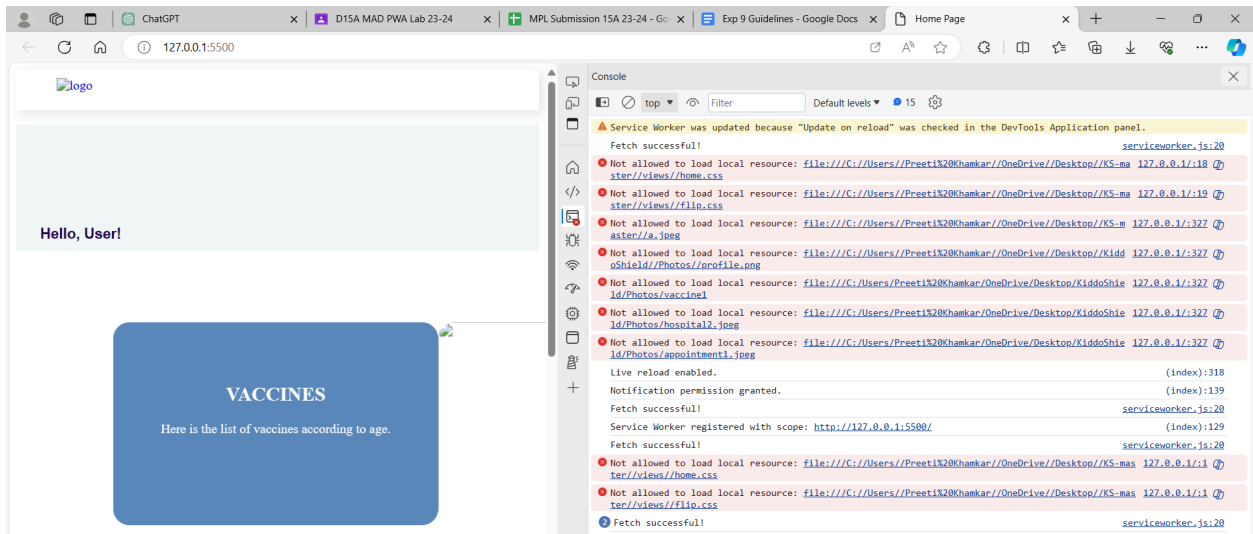 ChatGPT
D15A MAD PWA Lab 23-24
MPL Submission 15A 23-24 - Go
Exp 9 Guidelines - Google Docs
Home Page
127.0.0.1:5500
logo
Hello, User!
VACCINES
Here is the list of vaccines according to age.
Console
top
Filter
Default levels
15
Service Worker was updated because "Update on reload" was checked in the DevTools Application panel.
Fetch successful! serviceworker.js:20
Not allowed to load local resource: file:///C://Users//Preeti%20Khamkar//OneDrive//Desktop//KS-ma 127.0.0.1/:18
ster//views//home.css
Not allowed to load local resource: file:///C://Users//Preeti%20Khamkar//OneDrive//Desktop//KS-ma 127.0.0.1/:19
ster//views//flip.css
Not allowed to load local resource: file:///C://Users//Preeti%20Khamkar//OneDrive//Desktop//KS-m 127.0.0.1/:327
aster//a.jpeg
Not allowed to load local resource: file:///C://Users//Preeti%20Khamkar//OneDrive//Desktop//Kidd 127.0.0.1/:327
oShield//Photos//profile.png
Not allowed to load local resource: file:///C:/Users/Preeti%20Khamkar/OneDrive/Desktop/KiddoShie 127.0.0.1/:327
ld/Photos/vaccine1
Not allowed to load local resource: file:///C:/Users/Preeti%20Khamkar/OneDrive/Desktop/KiddoShie 127.0.0.1/:327
ld/Photos/hospital2.jpeg
Not allowed to load local resource: file:///C:/Users/Preeti%20Khamkar/OneDrive/Desktop/KiddoShie 127.0.0.1/:327
ld/Photos/appointment1.jpeg
Live reload enabled. (index):318
Notification permission granted. (index):139
Fetch successful! serviceworker.js:20
Service Worker registered with scope: http://127.0.0.1:5500/ (index):129
Fetch successful! serviceworker.js:20
Not allowed to load local resource: file:///C://Users//Preeti%20Khamkar//OneDrive//Desktop//KS-mas 127.0.0.1/:1
ter//views//home.css
Not allowed to load local resource: file:///C://Users//Preeti%20Khamkar//OneDrive//Desktop//KS-mas 127.0.0.1/:1
ter//views//flip.css
2 Fetch successful! serviceworker.js:20